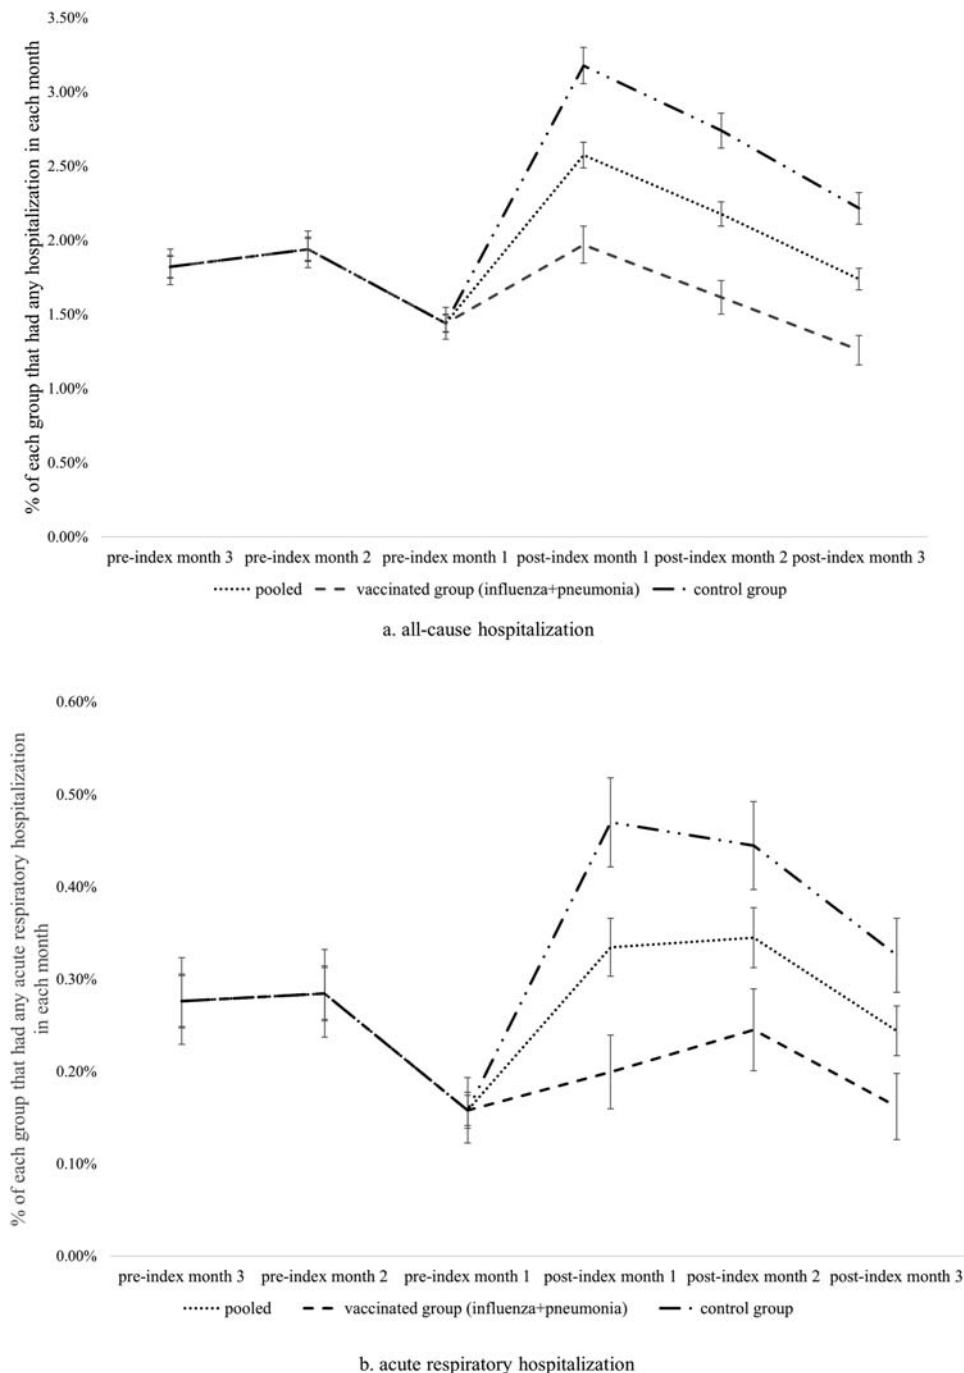 % of each group that had any hospitalization in each month
3.50%
3.00%
2.50%
2.00%
1.50%
1.00%
0.50%
0.00%
pre-index month 3 pre-index month 2 pre-index month 1 post-index month 1 post-index month 2 post-index month 3
pooled vaccinated group (influenza+pneumonia) control group
a. all-cause hospitalization
% of each group that had any acute respiratory hospitalization
in each month
0.60%
0.50%
0.40%
0.30%
0.20%
0.10%
0.00%
pre-index month 3 pre-index month 2 pre-index month 1 post-index month 1 post-index month 2 post-index month 3
pooled vaccinated group (influenza+pneumonia) control group
b. acute respiratory hospitalization